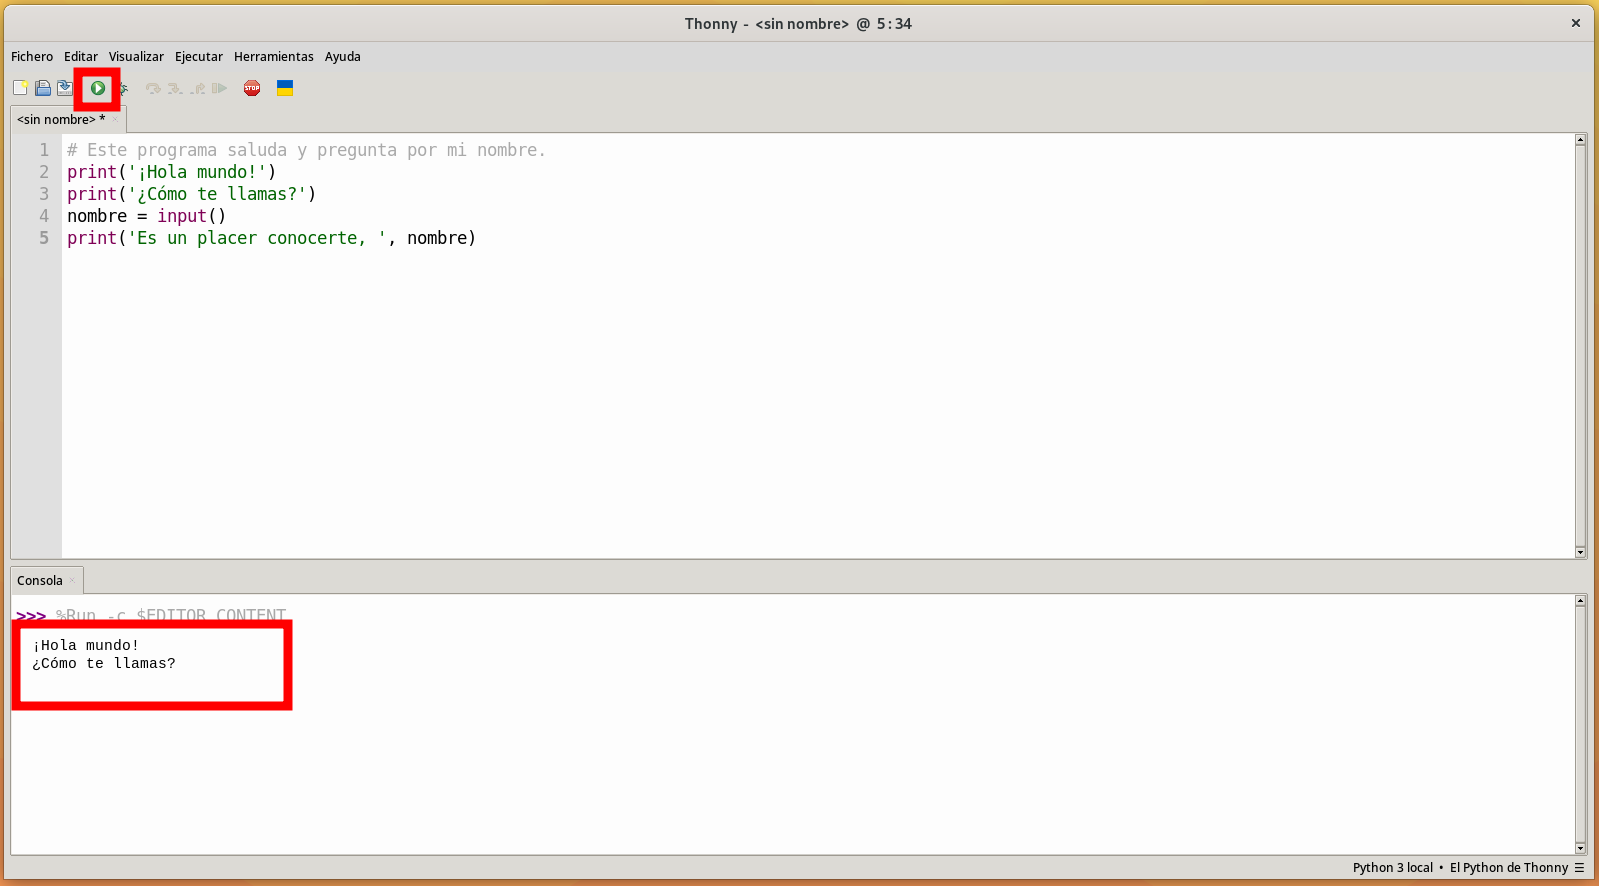 Thonny - <sin nombre> @ 5:34
Fichero Editar Visualizar Ejecutar Herramientas Ayuda
STOP
<sin nombre> *
1 # Este programa saluda y pregunta por mi nombre.
2 print('¡Hola mundo!')
3 print('¿Cómo te llamas?')
4 nombre = input()
5 print('Es un placer conocerte, ', nombre)
Consola
>>> %Run -c $EDITOR_CONTENT
¡Hola mundo!
¿Cómo te llamas?
Python 3 local • El Python de Thonny ☰